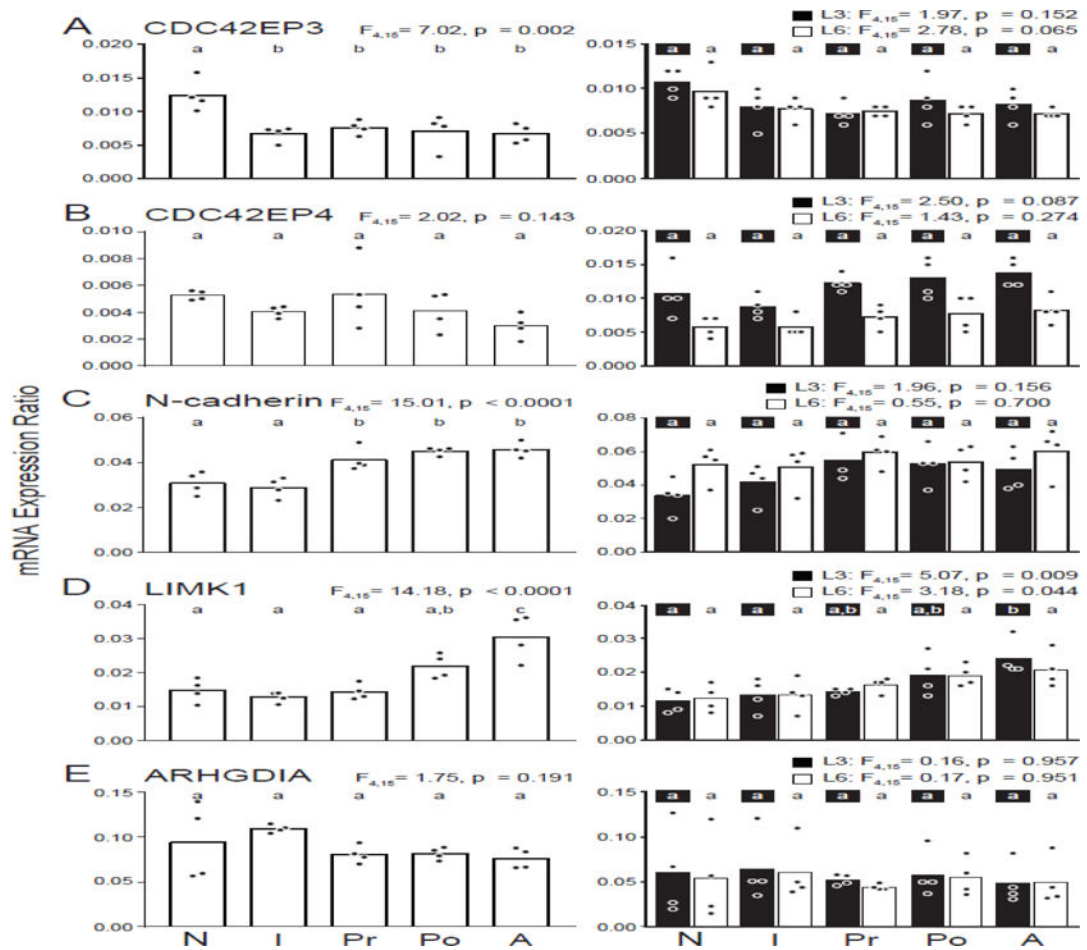 A CDC42EP3 F4,15= 7.02, p = 0.002
L3: F4,15= 1.97, p = 0.152
L6: F4,15= 2.78, p = 0.065
0.020
0.015
0.010
0.005
0.000
a b b b b
0.015
0.010
0.005
0.000
a a a a a a a a a a
B CDC42EP4 F4,15= 2.02, p = 0.143
L3: F4,15= 2.50, p = 0.087
L6: F4,15= 1.43, p = 0.274
0.010
0.008
0.006
0.004
0.002
0.000
a a a a a
0.020
0.015
0.010
0.005
0.000
a a a a a a a a a a
mRNA Expression Ratio
C N-cadherin F4,15= 15.01, p < 0.0001
L3: F4,15= 1.96, p = 0.156
L6: F4,15= 0.55, p = 0.700
0.06
0.04
0.02
0.00
a a b b b
0.08
0.06
0.04
0.02
0.00
a a a a a a a a a a
D LIMK1 F4,15= 14.18, p < 0.0001
L3: F4,15= 5.07, p = 0.009
L6: F4,15= 3.18, p = 0.044
0.04
0.03
0.02
0.01
0.00
a a a a,b c
0.04
0.03
0.02
0.01
0.00
a a a a a,b a a,b a b a
E ARHGDIA F4,15= 1.75, p = 0.191
L3: F4,15= 0.16, p = 0.957
L6: F4,15= 0.17, p = 0.951
0.15
0.10
0.05
0.00
a a a a a
0.15
0.10
0.05
0.00
a a a a a a a a a a
N I Pr Po A
N I Pr Po A